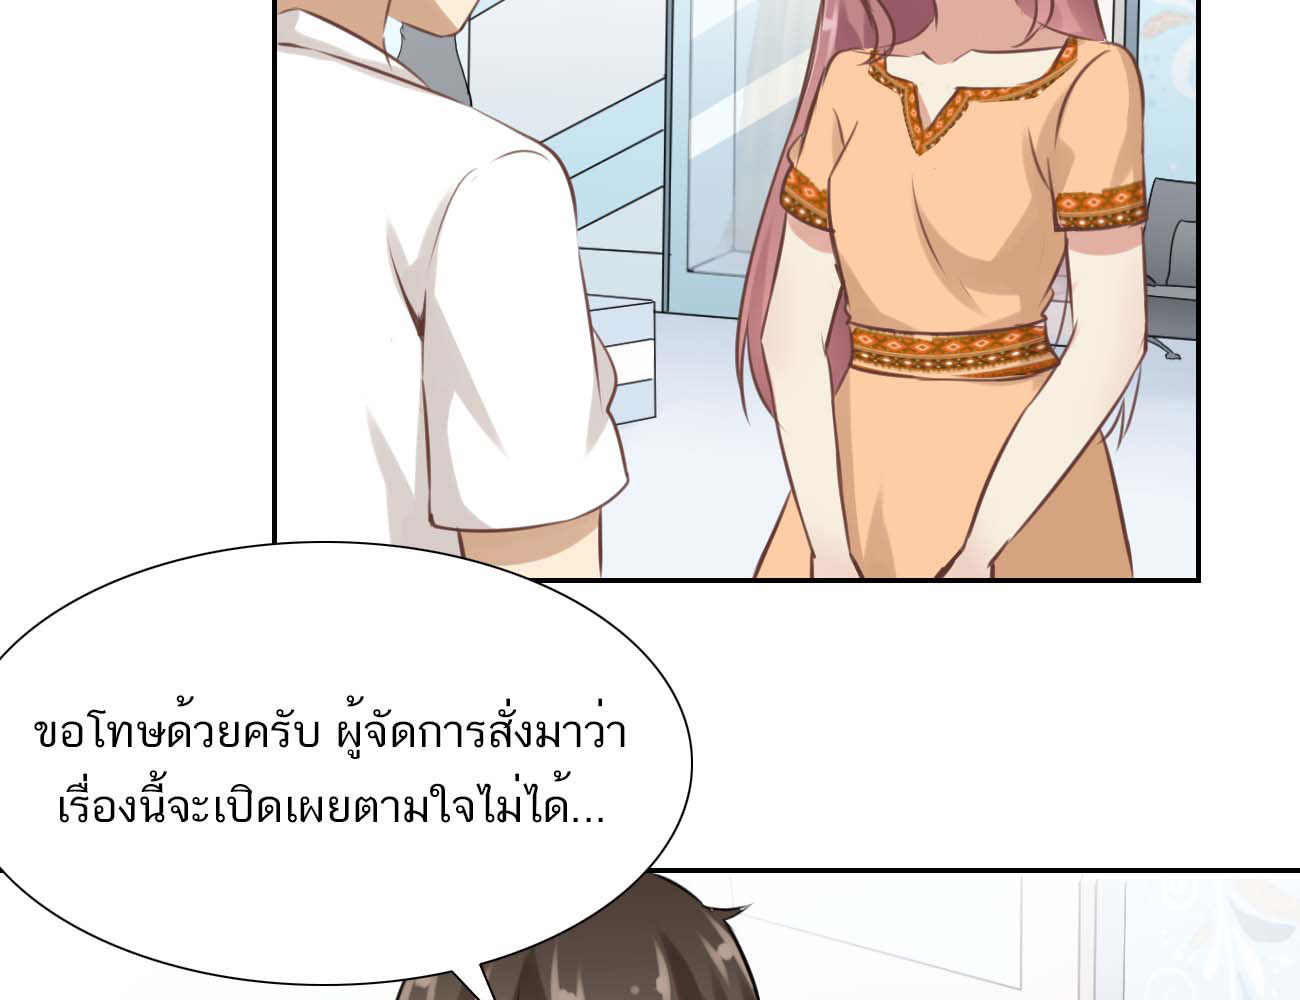 ขอโทษด้วยครับ ผู้จัดการสั่งมาว่า
เรื่องนี้จะเปิดเผยตามใจไม่ได้...